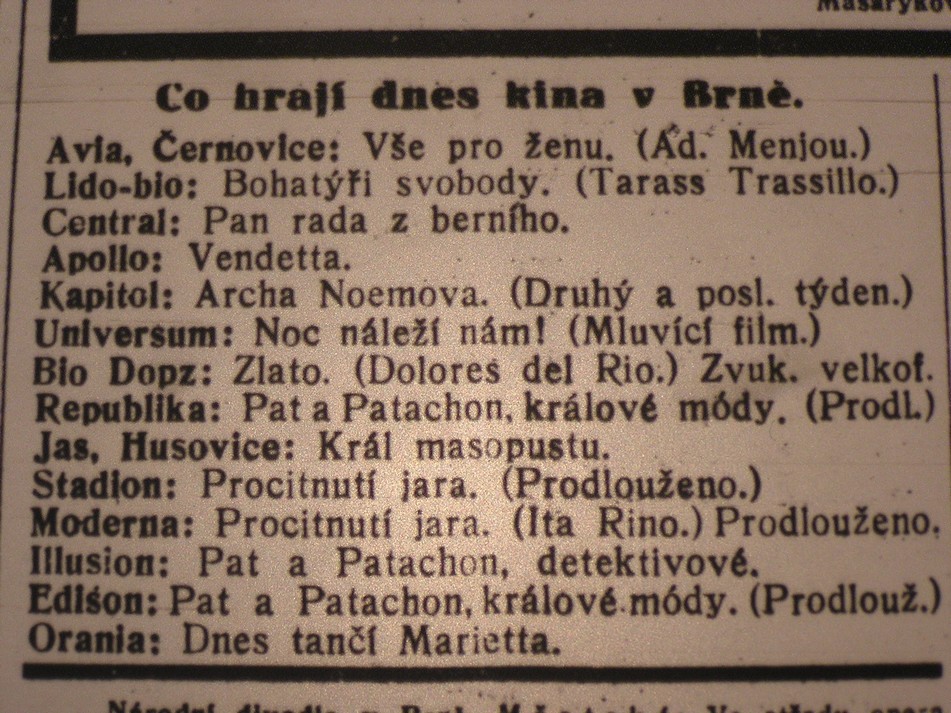 Masarykov
Co hrají dnes kina v Brně.
Avia, Černovice: Vše pro ženu. (Ad. Menjou.)
Lido-bio: Bohatýři svobody. (Tarass Trassillo.)
Central: Pan rada z berního.
Apollo: Vendetta.
Kapitol: Archa Noemova. (Druhý a posl. týden.)
Universum: Noc náleží nám! (Mluvící film.)
Bio Dopz: Zlato. (Dolores del Rio.) Zvuk. velkof.
Republika: Pat a Patachon, králové módy. (Prodl.)
Jas, Husovice: Král masopustu.
Stadion: Procitnutí jara. (Prodlouženo.)
Moderna: Procitnutí jara. (Ita Rino.) Prodlouženo.
Illusion: Pat a Patachon, detektivové.
Edison: Pat a Patachon, králové módy. (Prodlouž.)
Orania: Dnes tančí Marietta.
Národní divadlo v